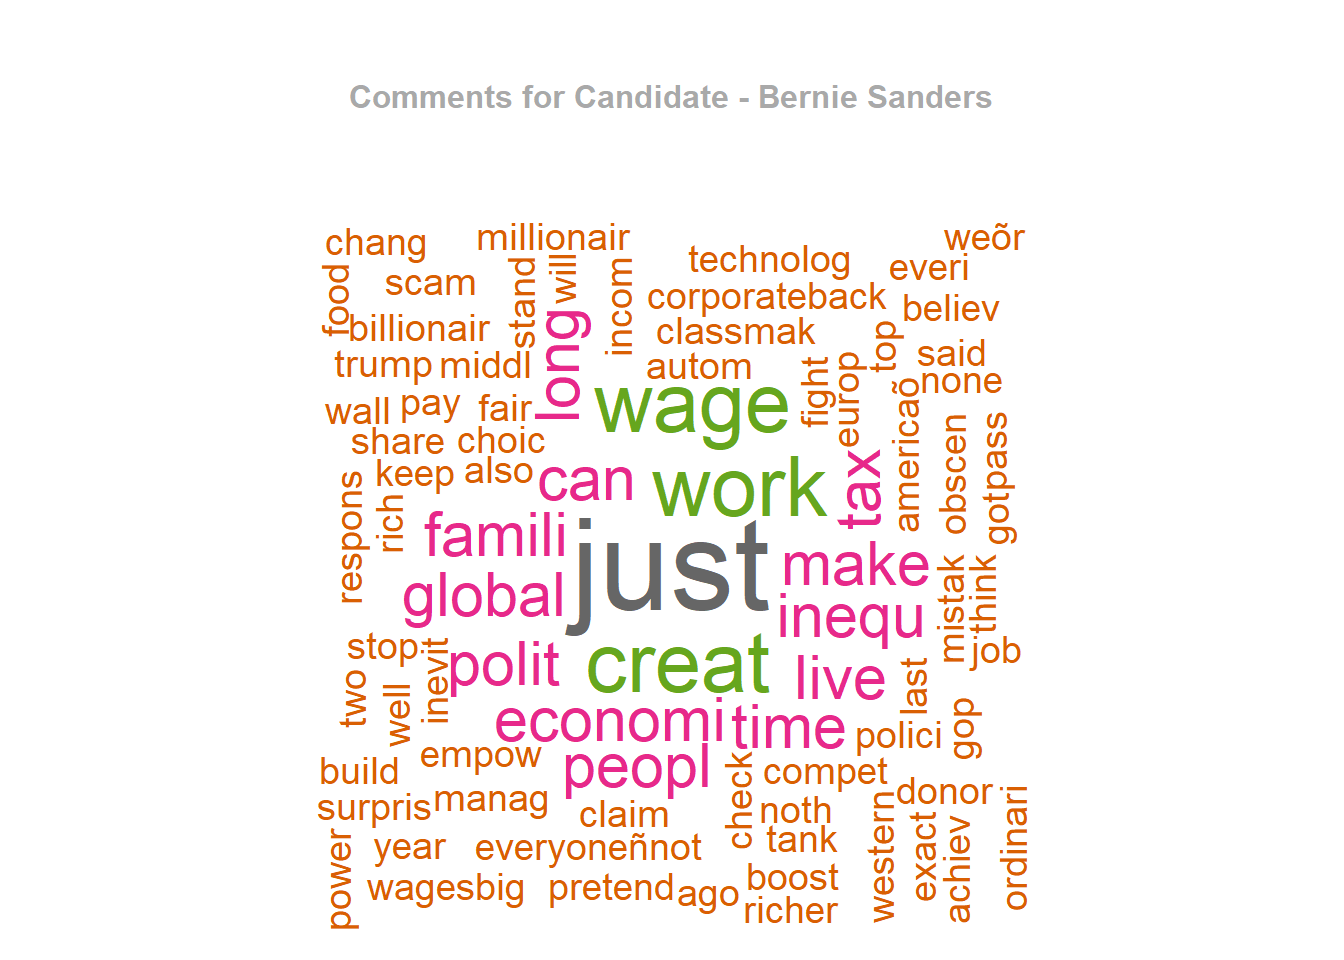 Comments for Candidate - Bernie Sanders
chang
millionair
weõr
technolog
everi
food
scam
stand
will
incom
corporateback
believ
billionair
long
classmak
top
said
trump
middl
autom
fight
europ
none
wall
pay
fair
wage
americaõ
obscen
gotpass
share
choic
keep
also
can
work
tax
respons
rich
famili
just
make
global
inequ
mistak
think
stop
polit
creat
live
job
two
well
inevit
last
economi
time
polici
gop
build
empow
peopl
check
compet
donor
surpris
manag
claim
noth
western
exact
achiev
ordinari
power
year
everyoneñnot
tank
wagesbig
pretend
ago
boost
richer